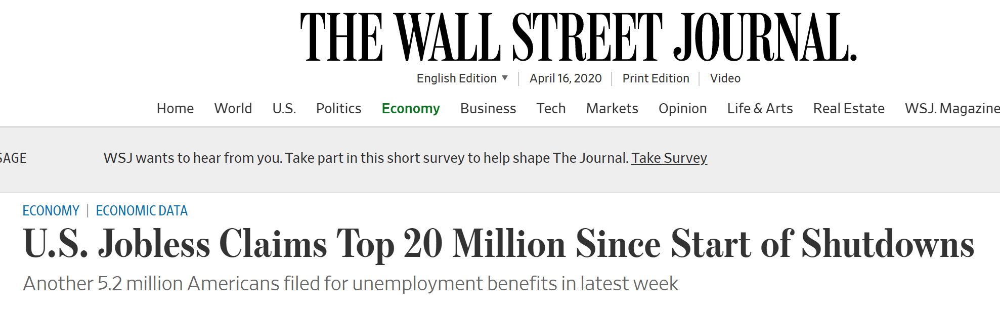 THE WALL STREET JOURNAL.
English Edition ▼ | April 16, 2020 | Print Edition | Video
Home World U.S. Politics Economy Business Tech Markets Opinion Life & Arts Real Estate WSJ. Magazine
SAGE WSJ wants to hear from you. Take part in this short survey to help shape The Journal. Take Survey
ECONOMY | ECONOMIC DATA
U.S. Jobless Claims Top 20 Million Since Start of Shutdowns
Another 5.2 million Americans filed for unemployment benefits in latest week